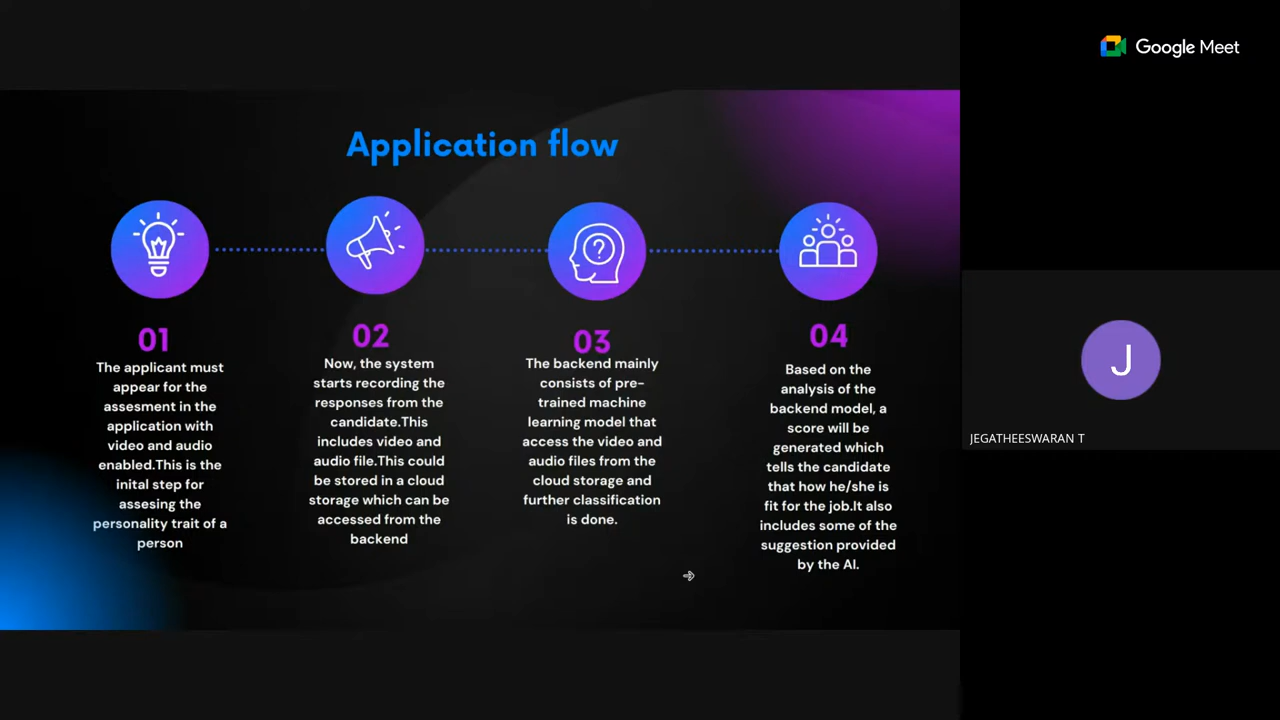 Google Meet
Application flow
01
The applicant must
appear for the
assesment in the
application with
video and audio
enabled.This is the
inital step for
assesing the
personality trait of a
person
02
Now, the system
starts recording the
responses from the
candidate.This
includes video and
audio file.This could
be stored in a cloud
storage which can be
accessed from the
backend
03
The backend mainly
consists of pre-
trained machine
learning model that
access the video and
audio files from the
cloud storage and
further classification
is done.
04
Based on the
analysis of the
backend model, a
score will be
generated which
tells the candidate
that how he/she is
fit for the job.It also
includes some of the
suggestion provided
by the AI.
J
JEGATHEESWARAN T